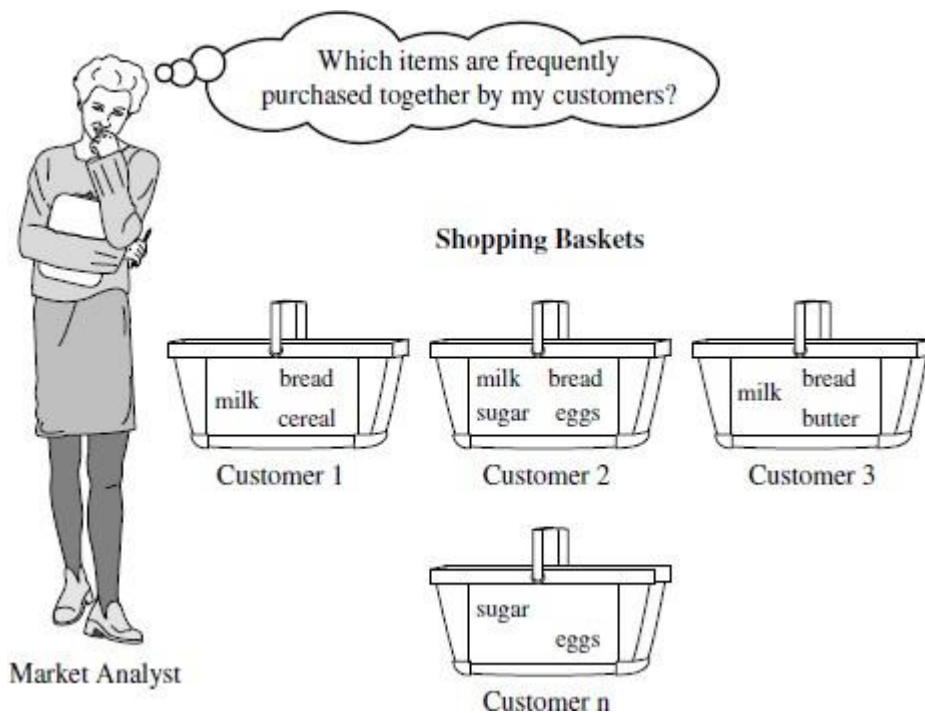 Which items are frequently
purchased together by my customers?
Shopping Baskets
milk
bread
cereal
Customer 1
milk bread
sugar eggs
Customer 2
milk
bread
butter
Customer 3
sugar
eggs
Customer n
Market Analyst